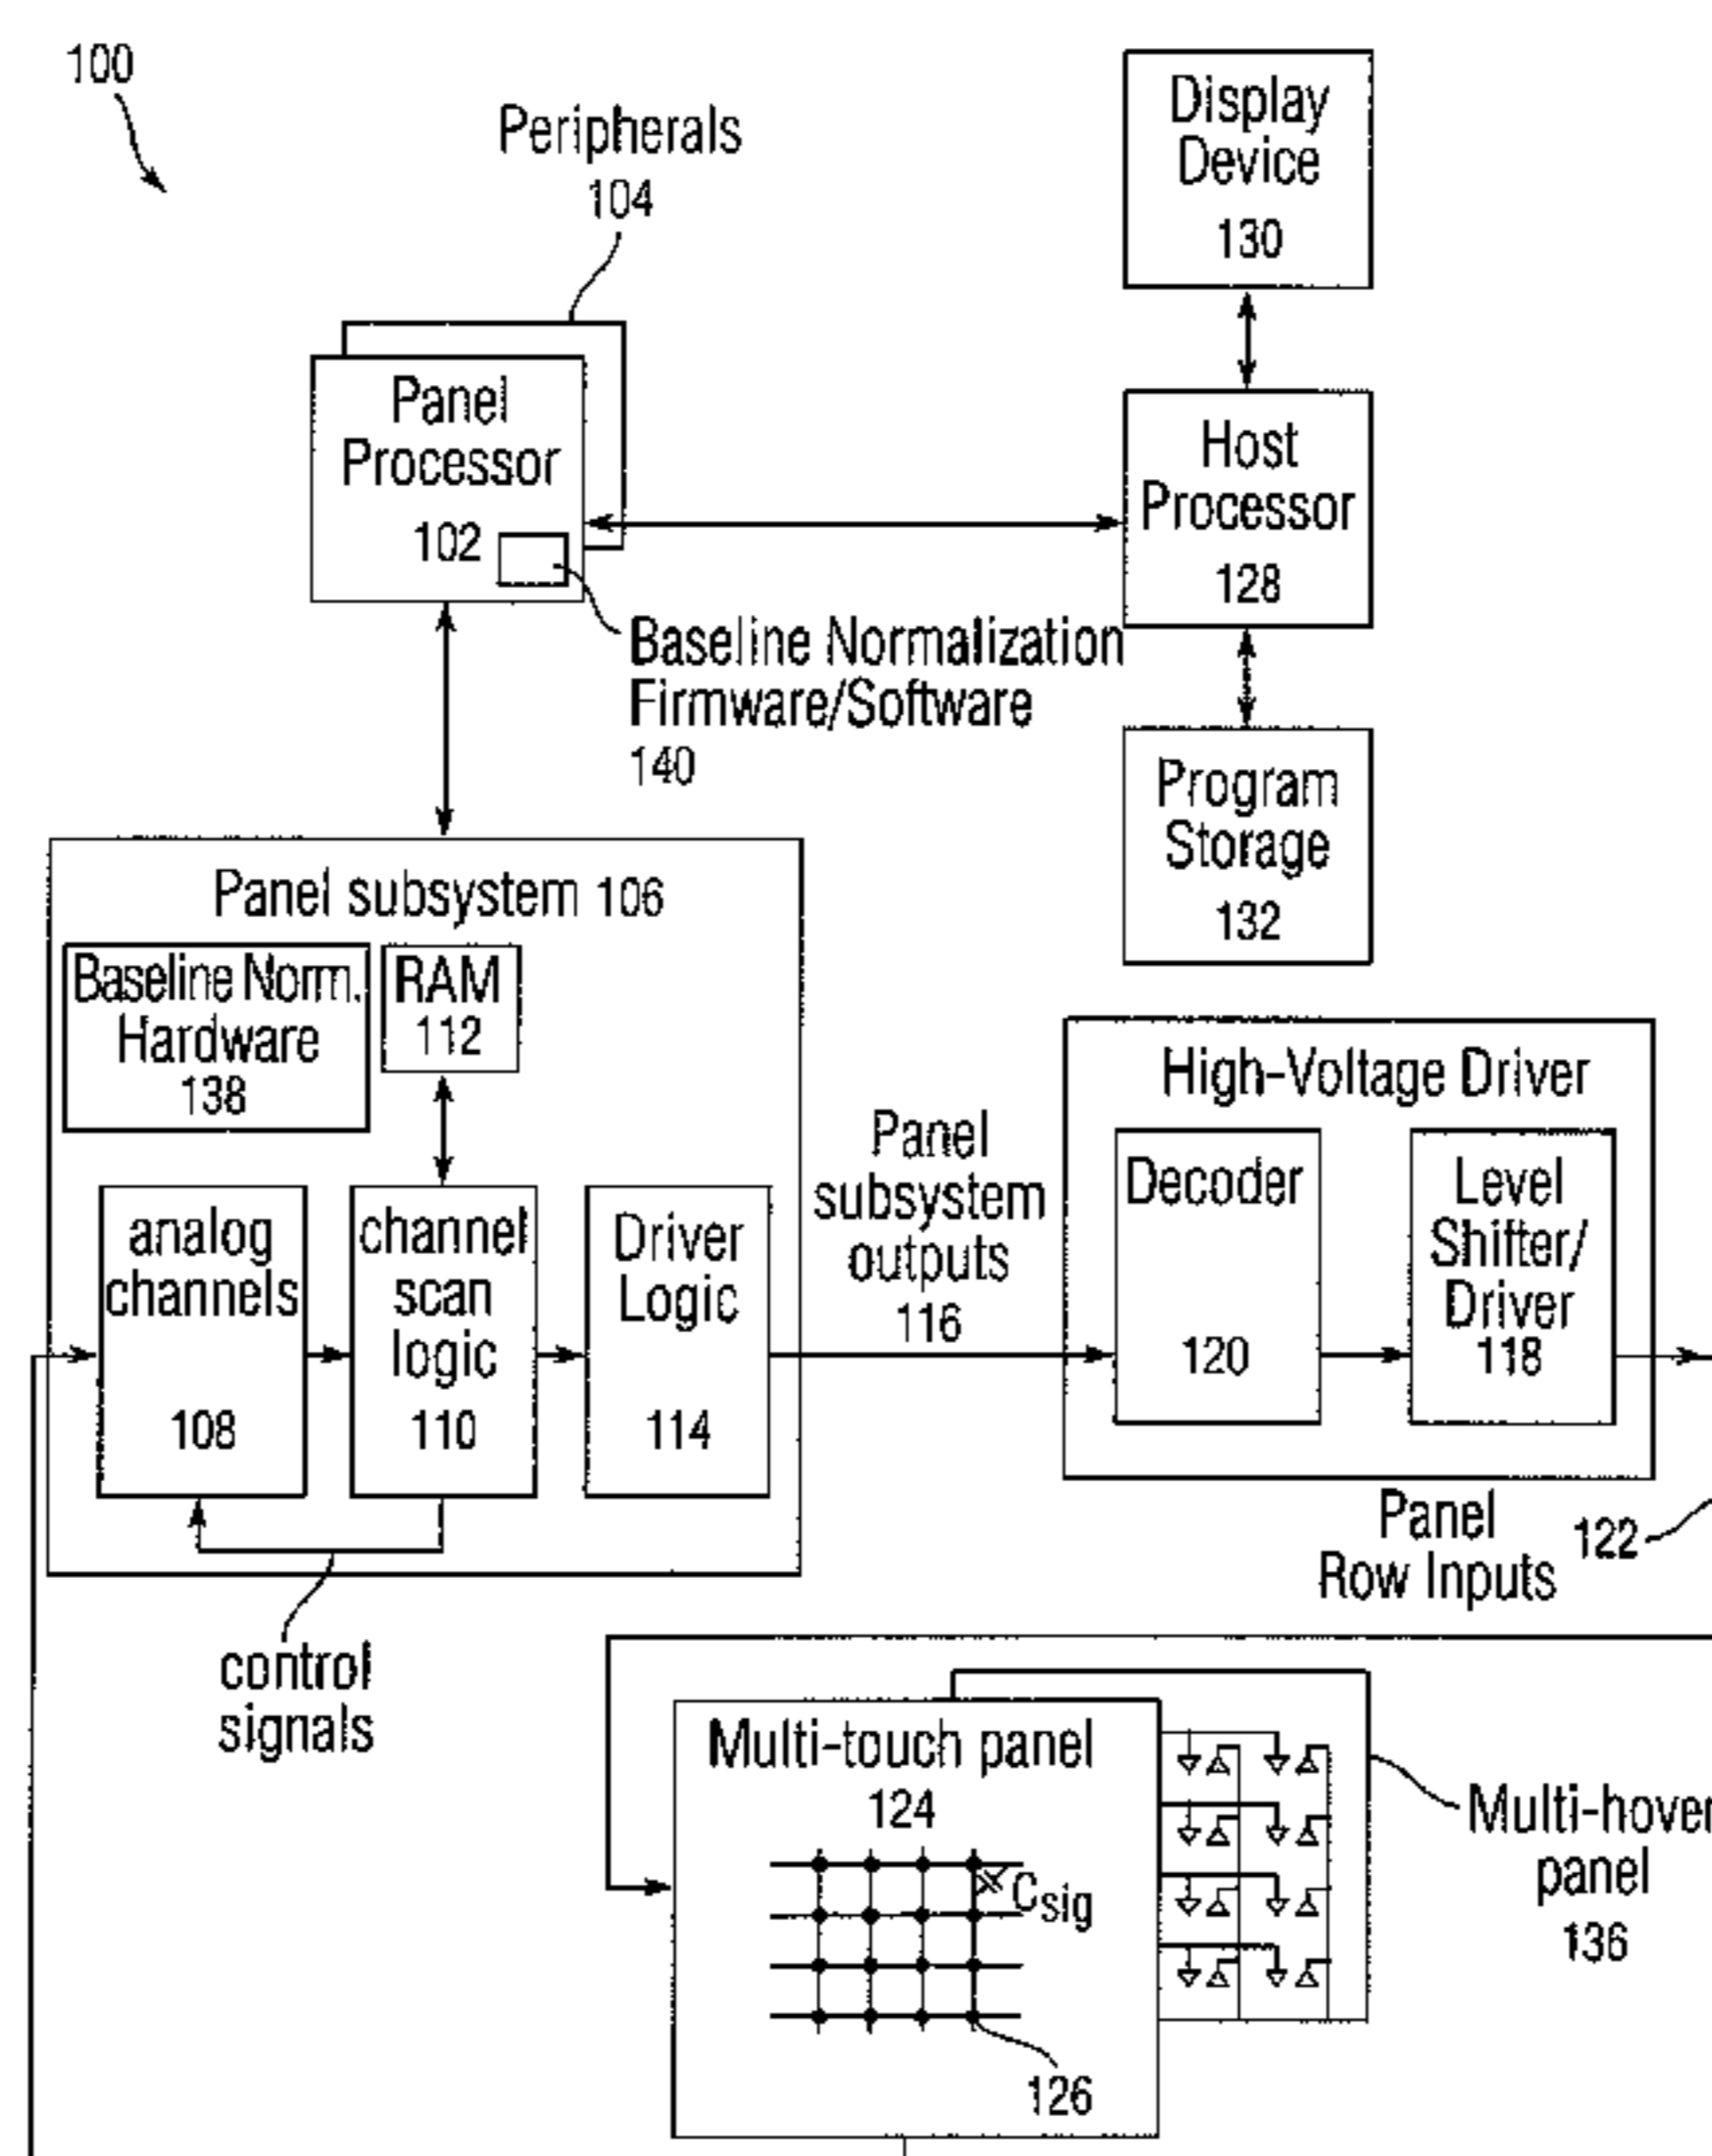 100
Peripherals
104
Display
Device
130
Panel
Processor
102
Host
Processor
128
Baseline Normalization
Firmware/Software
140
Program
Storage
132
Panel subsystem 106
Baseline Norm.
Hardware
138
RAM
112
analog
channels
108
channel
scan
logic
110
Driver
Logic
114
Panel
subsystem
outputs
116
High-Voltage Driver
Decoder
120
Level
Shifter/
Driver
118
Panel
Row Inputs
122
control
signals
Multi-touch panel
124
Csig
126
Multi-hover
panel
136